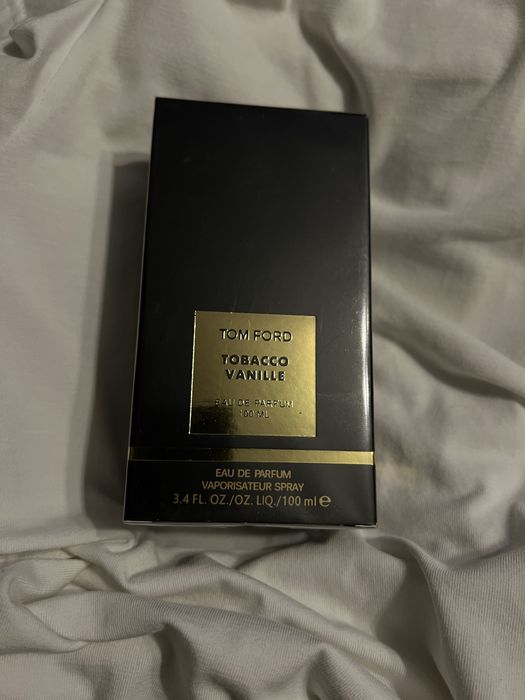 TOM FORD
TOBACCO
VANILLE
EAU DE PARFUM
100 ML
EAU DE PARFUM
VAPORISATEUR SPRAY
3.4 FL. OZ./OZ. LIQ./100 ml ℮